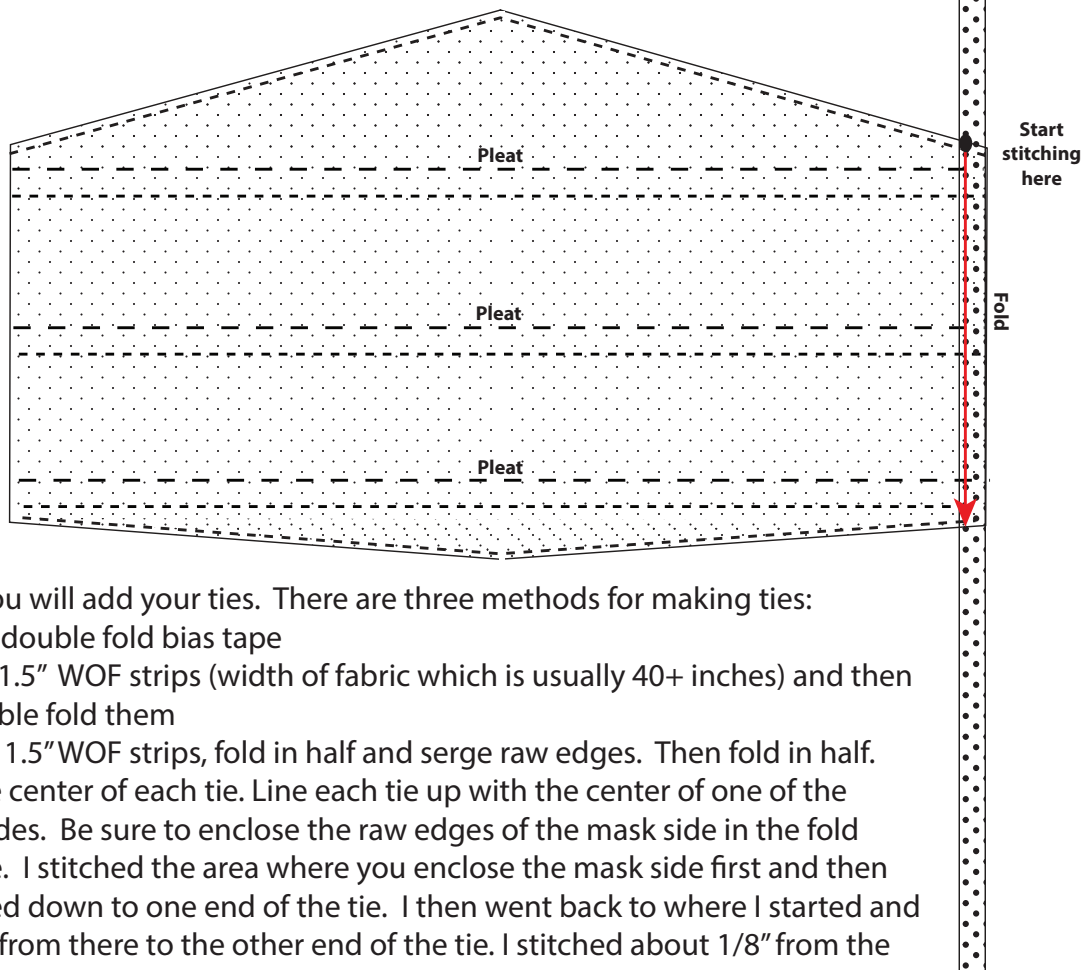 Start
stitching
here
Pleat
Fold
Pleat
Pleat
ou will add your ties. There are three methods for making ties:
double fold bias tape
1.5" WOF strips (width of fabric which is usually 40+ inches) and then
ble fold them
1.5" WOF strips, fold in half and serge raw edges. Then fold in half.
e center of each tie. Line each tie up with the center of one of the
des. Be sure to enclose the raw edges of the mask side in the fold
e. I stitched the area where you enclose the mask side first and then
ed down to one end of the tie. I then went back to where I started and
from there to the other end of the tie. I stitched about 1/8" from the